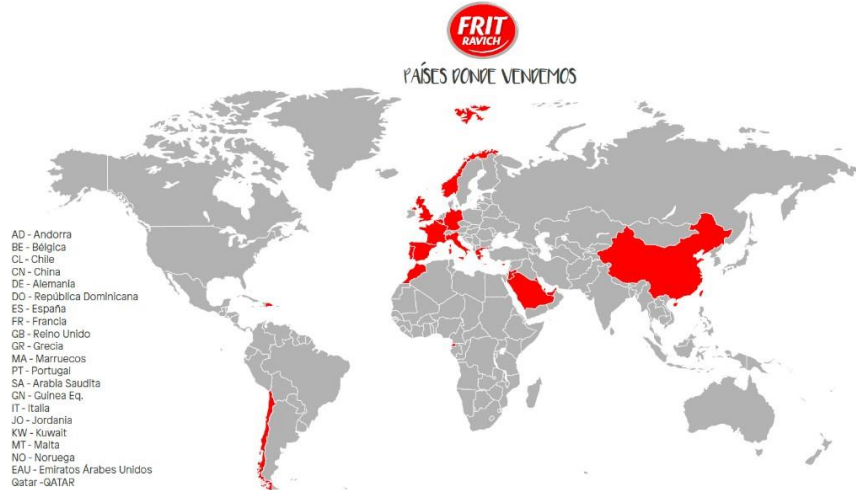 FRIT
RAVICH
PAÍSES DONDE VENDEMOS
AD - Andorra
BE - Bélgica
CL - Chile
CN - China
DE - Alemania
DO - República Dominicana
ES - España
FR - Francia
GB - Reino Unido
GR - Grecia
MA - Marruecos
PT - Portugal
SA - Arabia Saudita
GN - Guinea Eq.
IT - Italia
JO - Jordania
KW - Kuwait
MT - Malta
NO - Noruega
EAU - Emiratos Árabes Unidos
Qatar -QATAR